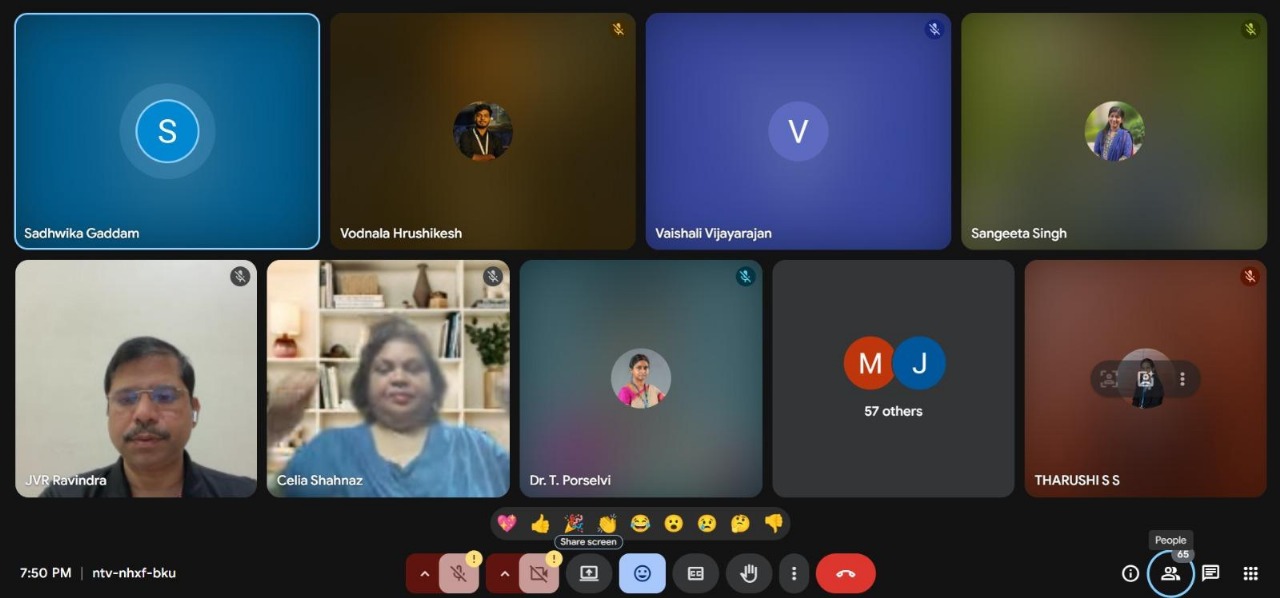 S
Sadhwika Gaddam
Vodnala Hrushikesh
V
Vaishali Vijayarajan
Sangeeta Singh
JVR Ravindra
Celia Shahnaz
Dr. T. Porselvi
M J
57 others
THARUSHI S S
Share screen
People
65
7:50 PM | ntv-nhxf-bku
! !
CC